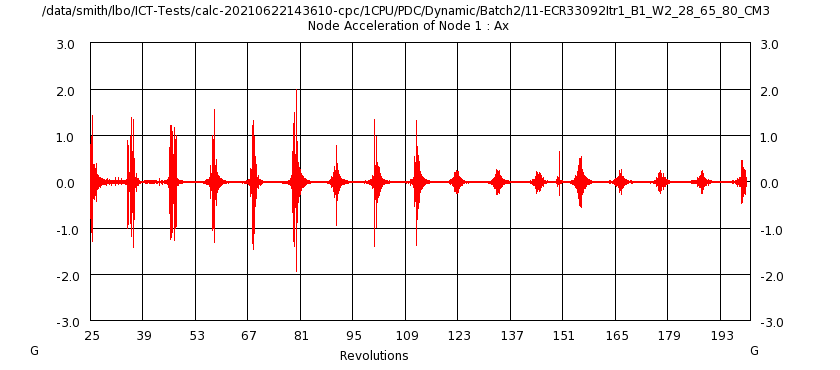 /data/smith/lbo/ICT-Tests/calc-20210622143610-cpc/1CPU/PDC/Dynamic/Batch2/11-ECR33092Itr1_B1_W2_28_65_80_CM3
Node Acceleration of Node 1 : Ax
3.0 3.0
2.0 2.0
1.0 1.0
0.0 0.0
-1.0 -1.0
-2.0 -2.0
-3.0 -3.0
25 39 53 67 81 95 109 123 137 151 165 179 193
G Revolutions G